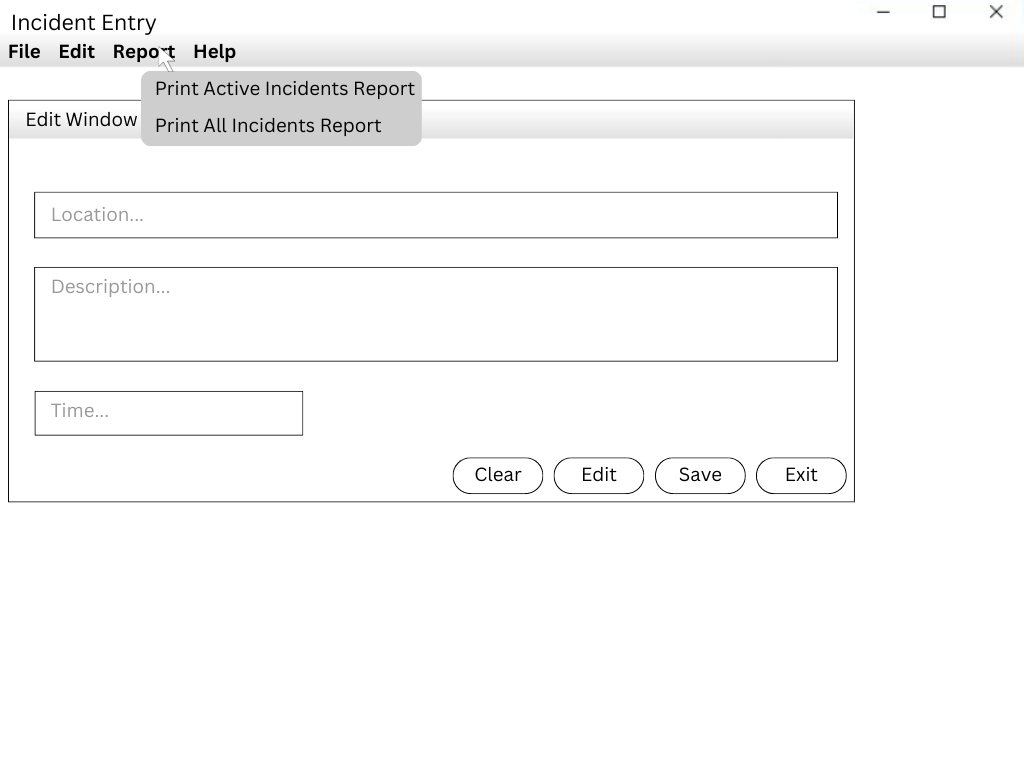 Incident Entry
File Edit Report Help
Print Active Incidents Report
Edit Window
Print All Incidents Report
Location...
Description...
Time...
Clear Edit Save Exit